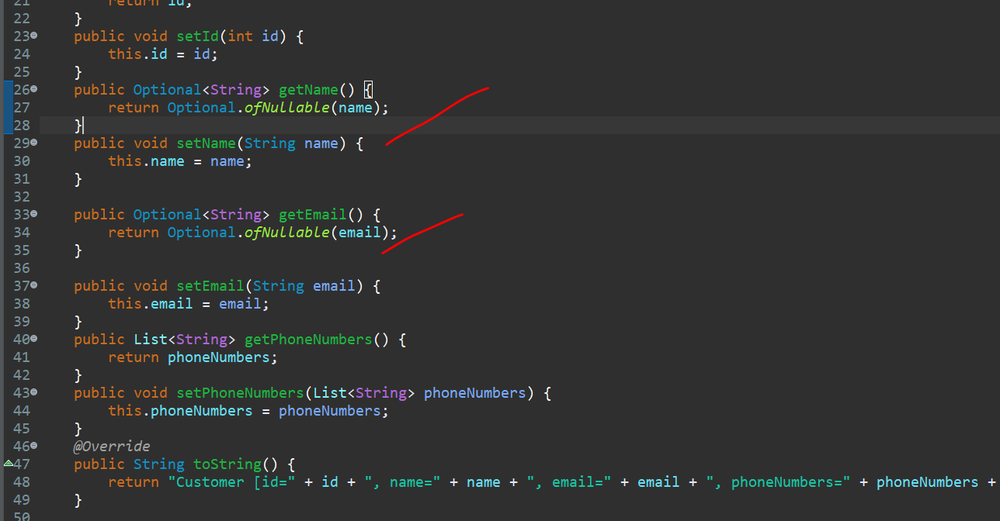 21 return id;
22 }
23 public void setId(int id) {
24 this.id = id;
25 }
26 public Optional<String> getName() {
27 return Optional.ofNullable(name);
28 }
29 public void setName(String name) {
30 this.name = name;
31 }
32
33 public Optional<String> getEmail() {
34 return Optional.ofNullable(email);
35 }
36
37 public void setEmail(String email) {
38 this.email = email;
39 }
40 public List<String> getPhoneNumbers() {
41 return phoneNumbers;
42 }
43 public void setPhoneNumbers(List<String> phoneNumbers) {
44 this.phoneNumbers = phoneNumbers;
45 }
46 @Override
47 public String toString() {
48 return "Customer [id=" + id + ", name=" + name + ", email=" + email + ", phoneNumbers=" + phoneNumbers +
49 }
50